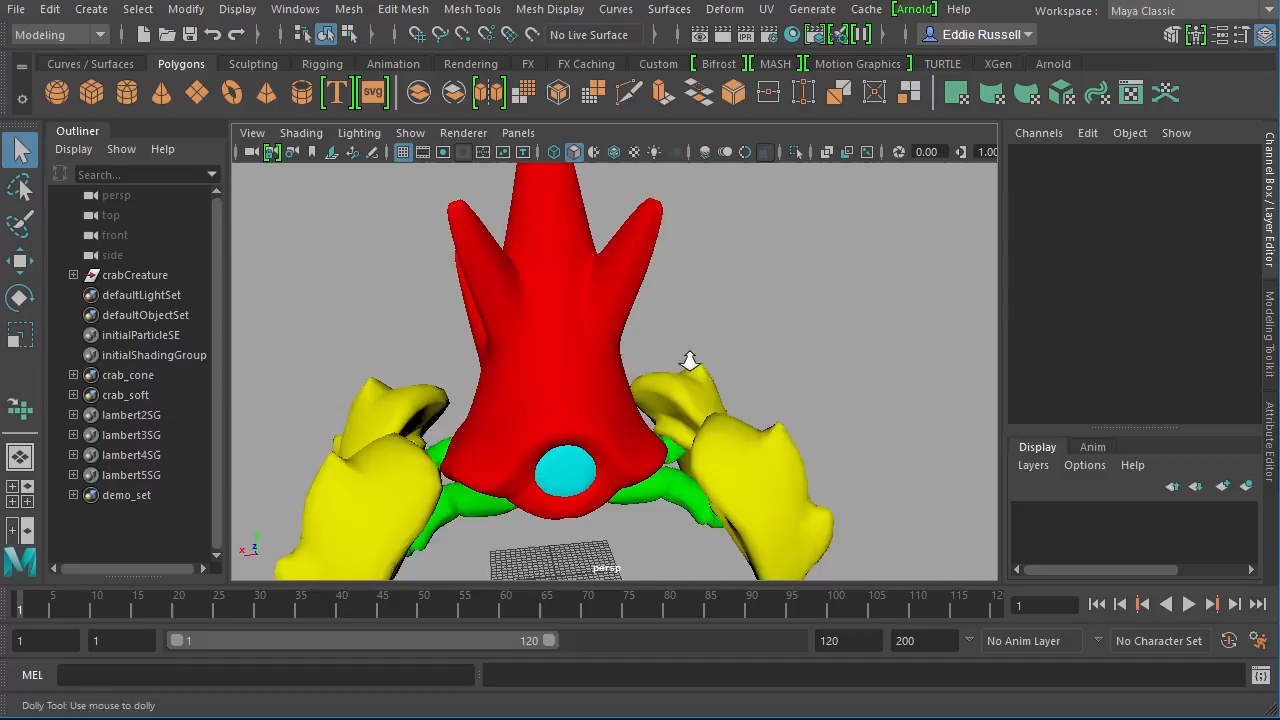 File Edit Create Select Modify Display Windows Mesh Edit Mesh Mesh Tools Mesh Display Curves Surfaces Deform UV Generate Cache [Arnold] Help Workspace : Maya Classic
Modeling No Live Surface Eddie Russell
Curves / Surfaces Polygons Sculpting Rigging Animation Rendering FX FX Caching Custom Bifrost MASH Motion Graphics TURTLE XGen Arnold
T svg
Outliner
Display Show Help
Search...
persp
top
front
side
crabCreature
defaultLightSet
defaultObjectSet
initialParticleSE
initialShadingGroup
crab_cone
crab_soft
lambert2SG
lambert3SG
lambert4SG
lambert5SG
demo_set
View Shading Lighting Show Renderer Panels
0.00 1.00
x y z
persp
Channels Edit Object Show
Channel Box / Layer Editor
Modeling Toolkit
Attribute Editor
Display Anim
Layers Options Help
1 5 10 15 20 25 30 35 40 45 50 55 60 65 70 75 80 85 90 95 100 105 110 115 12
1
1 1 1 120 120 200 No Anim Layer No Character Set
MEL
Dolly Tool: Use mouse to dolly